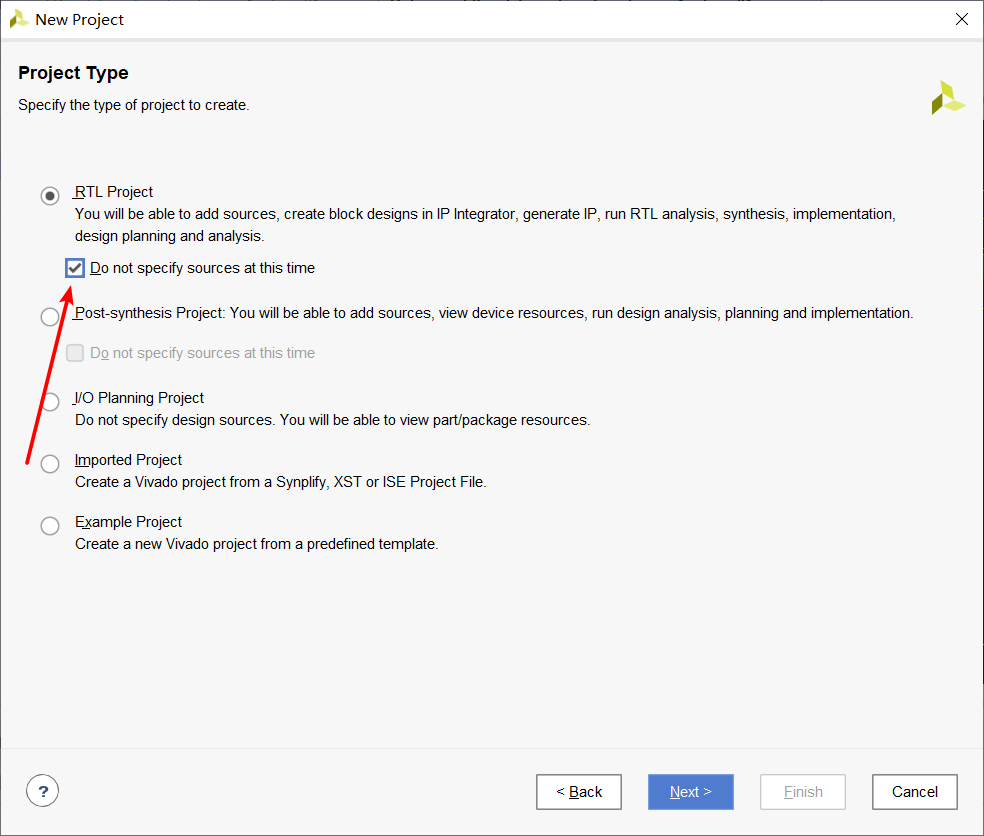 New Project
Project Type
Specify the type of project to create.
RTL Project
You will be able to add sources, create block designs in IP Integrator, generate IP, run RTL analysis, synthesis, implementation,
design planning and analysis.
Do not specify sources at this time
Post-synthesis Project: You will be able to add sources, view device resources, run design analysis, planning and implementation.
Do not specify sources at this time
I/O Planning Project
Do not specify design sources. You will be able to view part/package resources.
Imported Project
Create a Vivado project from a Synplify, XST or ISE Project File.
Example Project
Create a new Vivado project from a predefined template.
? < Back Next > Finish Cancel